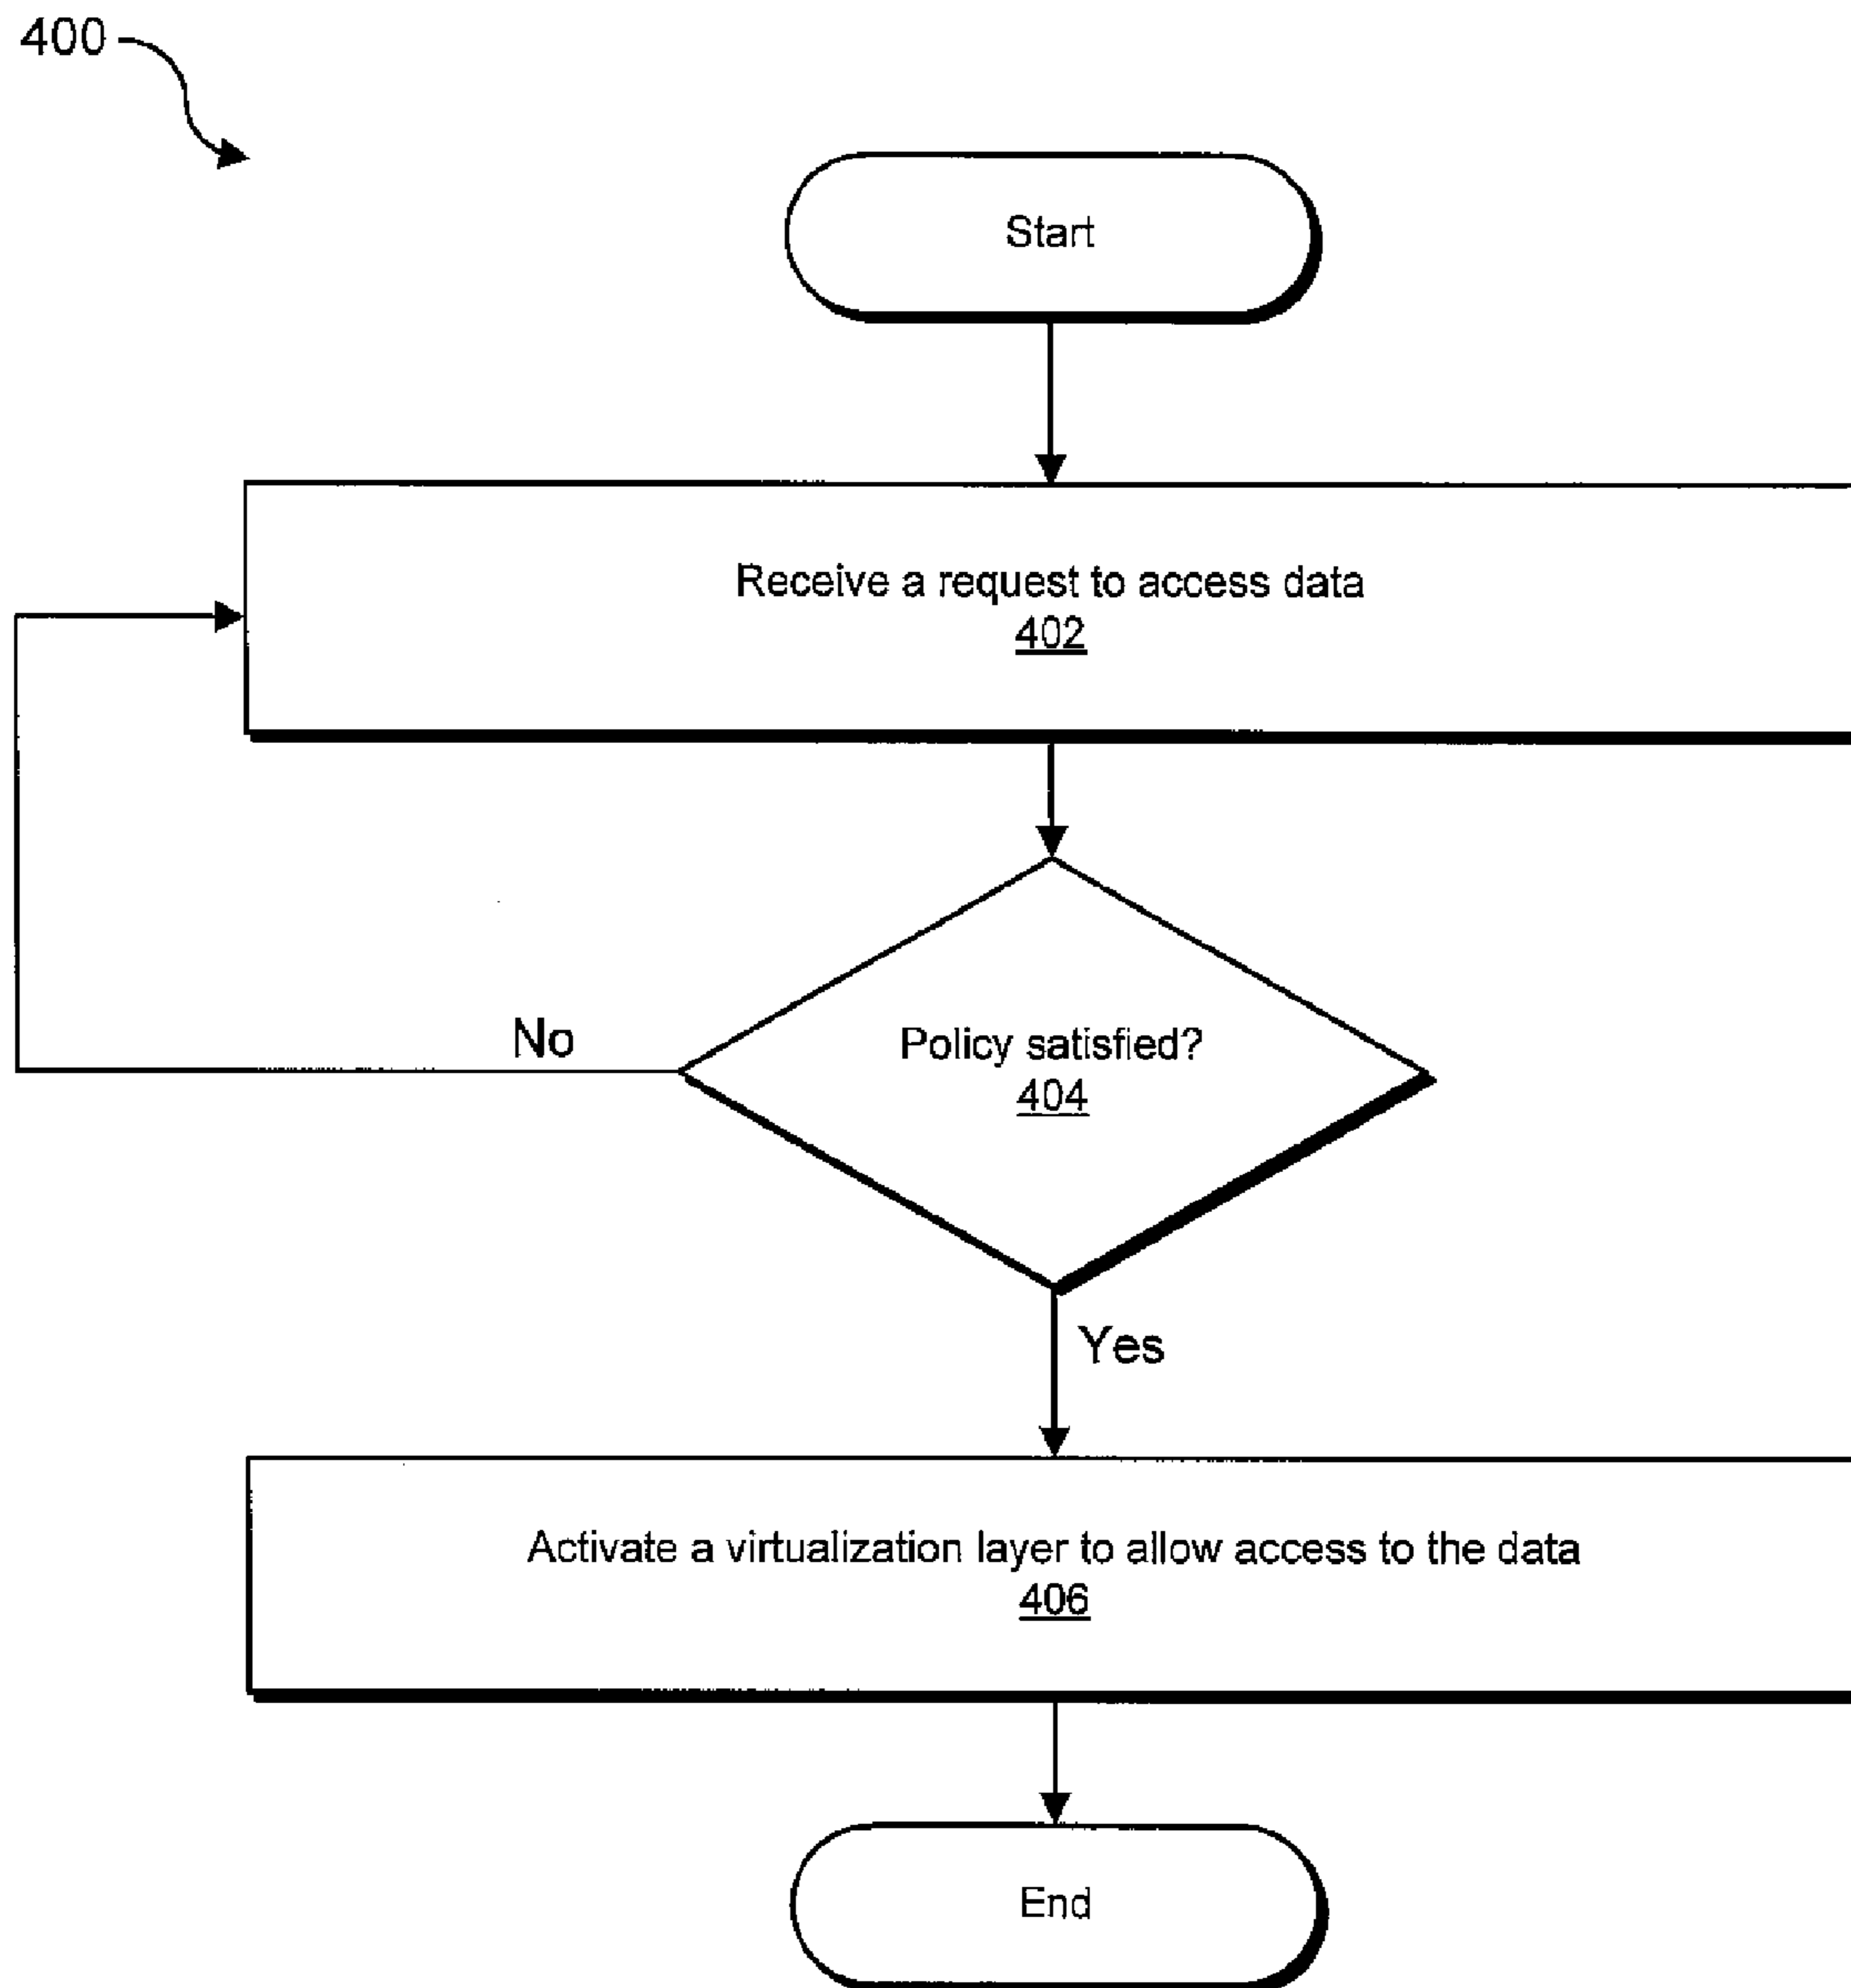 400
Start
Receive a request to access data
402
Policy satisfied?
404
No
Yes
Activate a virtualization layer to allow access to the data
406
End